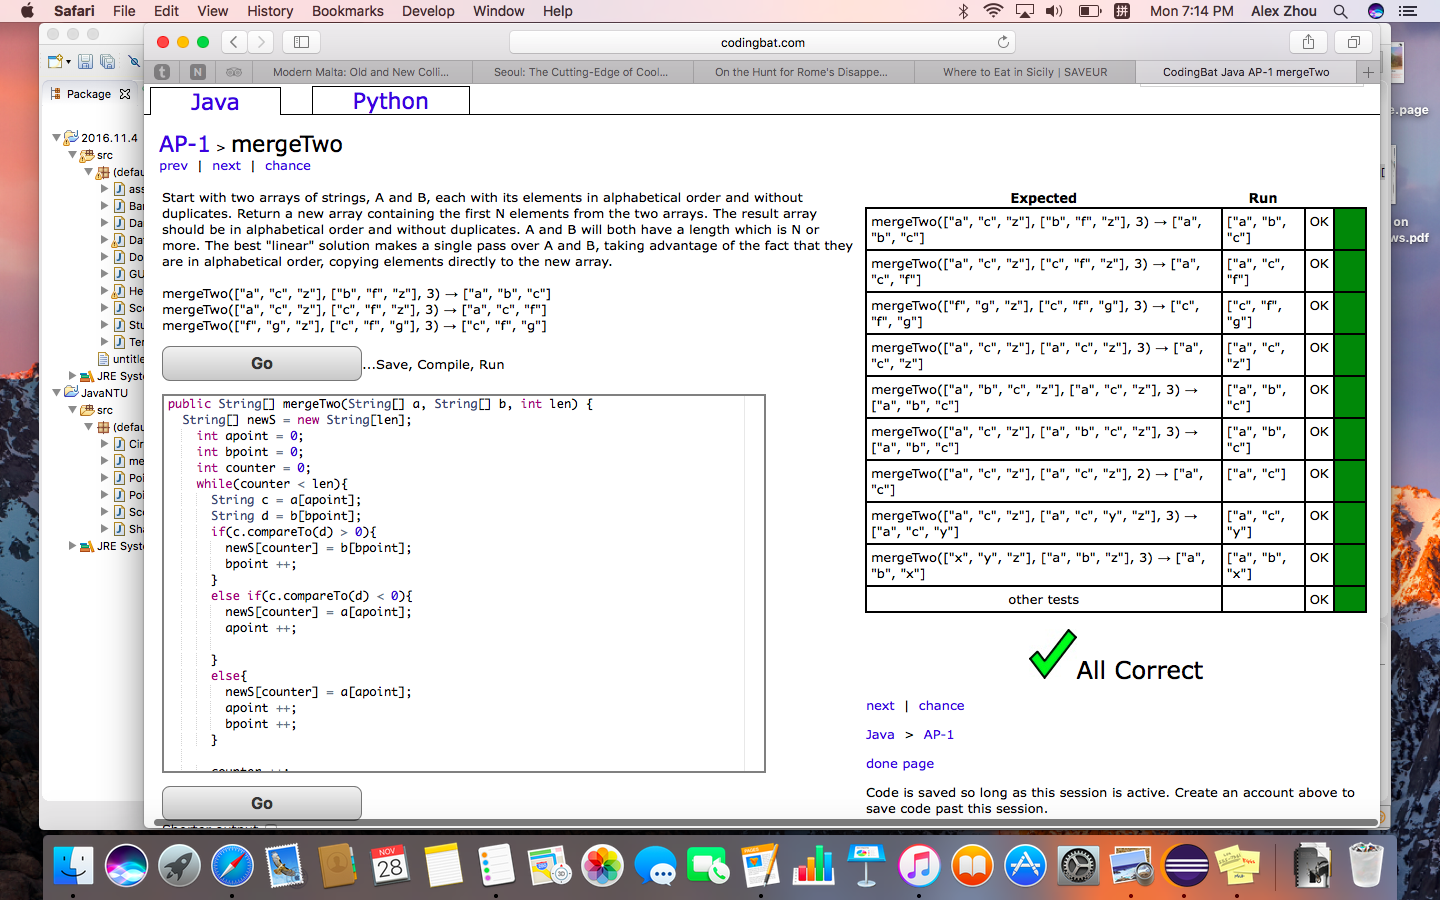 Safari File Edit View History Bookmarks Develop Window Help
Mon 7:14 PM Alex Zhou
codingbat.com
Modern Malta: Old and New Colli...
Seoul: The Cutting-Edge of Cool...
On the Hunt for Rome's Disappe...
Where to Eat in Sicily | SAVEUR
CodingBat Java AP-1 mergeTwo
Package
2016.11.4
src
(defau
ass
Bar
Da
Dat
Do
GU
He
Sco
Stu
Ter
untitle
JRE Syst
JavaNTU
src
(defau
Cir
me
Poi
Poi
Sco
Sha
JRE Syst
Java
Python
AP-1 > mergeTwo
prev | next | chance
Start with two arrays of strings, A and B, each with its elements in alphabetical order and without
duplicates. Return a new array containing the first N elements from the two arrays. The result array
should be in alphabetical order and without duplicates. A and B will both have a length which is N or
more. The best "linear" solution makes a single pass over A and B, taking advantage of the fact that they
are in alphabetical order, copying elements directly to the new array.
mergeTwo(["a", "c", "z"], ["b", "f", "z"], 3) → ["a", "b", "c"]
mergeTwo(["a", "c", "z"], ["c", "f", "z"], 3) → ["a", "c", "f"]
mergeTwo(["f", "g", "z"], ["c", "f", "g"], 3) → ["c", "f", "g"]
Go
...Save, Compile, Run
public String[] mergeTwo(String[] a, String[] b, int len) {
String[] newS = new String[len];
int apoint = 0;
int bpoint = 0;
int counter = 0;
while(counter < len){
String c = a[apoint];
String d = b[bpoint];
if(c.compareTo(d) > 0){
newS[counter] = b[bpoint];
bpoint ++;
}
else if(c.compareTo(d) < 0){
newS[counter] = a[apoint];
apoint ++;
}
else{
newS[counter] = a[apoint];
apoint ++;
bpoint ++;
}
counter ++;
Go
Shorter output
Expected Run
mergeTwo(["a", "c", "z"], ["b", "f", "z"], 3) → ["a",
"b", "c"]
["a", "b",
"c"]
OK
mergeTwo(["a", "c", "z"], ["c", "f", "z"], 3) → ["a",
"c", "f"]
["a", "c",
"f"]
OK
mergeTwo(["f", "g", "z"], ["c", "f", "g"], 3) → ["c",
"f", "g"]
["c", "f",
"g"]
OK
mergeTwo(["a", "c", "z"], ["a", "c", "z"], 3) → ["a",
"c", "z"]
["a", "c",
"z"]
OK
mergeTwo(["a", "b", "c", "z"], ["a", "c", "z"], 3) →
["a", "b", "c"]
["a", "b",
"c"]
OK
mergeTwo(["a", "c", "z"], ["a", "b", "c", "z"], 3) →
["a", "b", "c"]
["a", "b",
"c"]
OK
mergeTwo(["a", "c", "z"], ["a", "c", "z"], 2) → ["a",
"c"]
["a", "c"]
OK
mergeTwo(["a", "c", "z"], ["a", "c", "y", "z"], 3) →
["a", "c", "y"]
["a", "c",
"y"]
OK
mergeTwo(["x", "y", "z"], ["a", "b", "z"], 3) → ["a",
"b", "x"]
["a", "b",
"x"]
OK
other tests
OK
All Correct
next | chance
Java > AP-1
done page
Code is saved so long as this session is active. Create an account above to
save code past this session.
e.page
on
ws.pdf
NOV
28